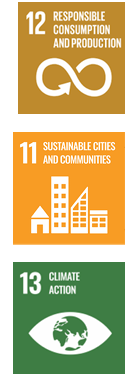 12 RESPONSIBLE
CONSUMPTION
AND PRODUCTION
11 SUSTAINABLE CITIES
AND COMMUNITIES
13 CLIMATE
ACTION